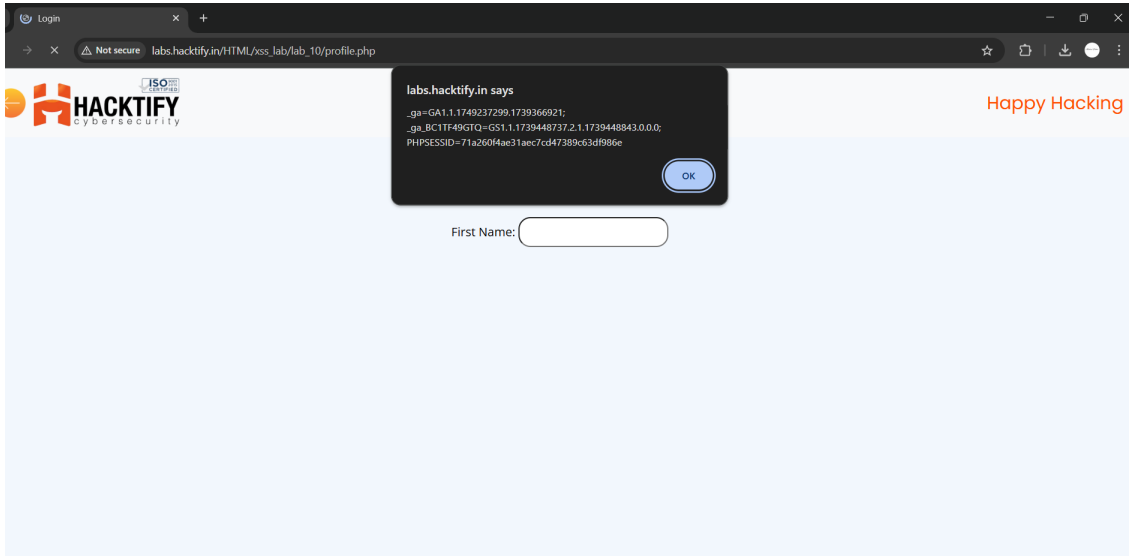 Login
Not secure labs.hacktify.in/HTML/xss_lab/lab_10/profile.php
ISO
CERTIFIED
HACKTIFY
cybersecurity
labs.hacktify.in says
_ga=GA1.1.1749237299.1739366921;
_ga_BC1TF49GTQ=GS1.1.1739448737.2.1.1739448843.0.0.0;
PHPSESSID=71a260f4ae31aec7cd47389c63df986e
OK
Happy Hacking
First Name: